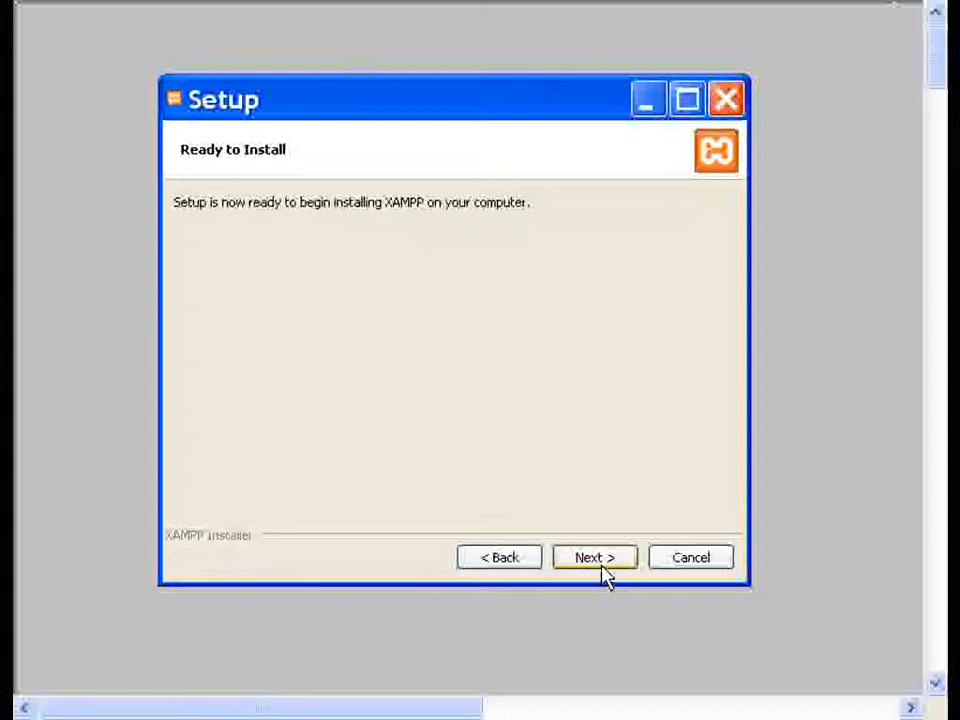 Setup
Ready to Install
Setup is now ready to begin installing XAMPP on your computer.
XAMPP Installer
< Back
Next >
Cancel